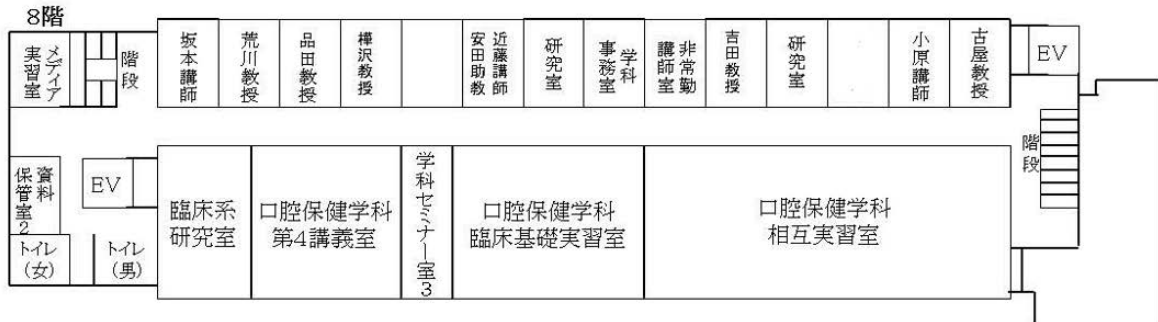 8階
メディア
実習室
階段
坂本講師
荒川教授
品田教授
樺沢教授
近藤講師
安田助教
研究室
学科
事務室
非常勤
講師室
吉田教授
研究室
小原講師
古屋教授
EV
階段
資料
保管室2
EV
トイレ
(女)
トイレ
(男)
臨床系
研究室
口腔保健学科
第4講義室
学科セミナー室3
口腔保健学科
臨床基礎実習室
口腔保健学科
相互実習室